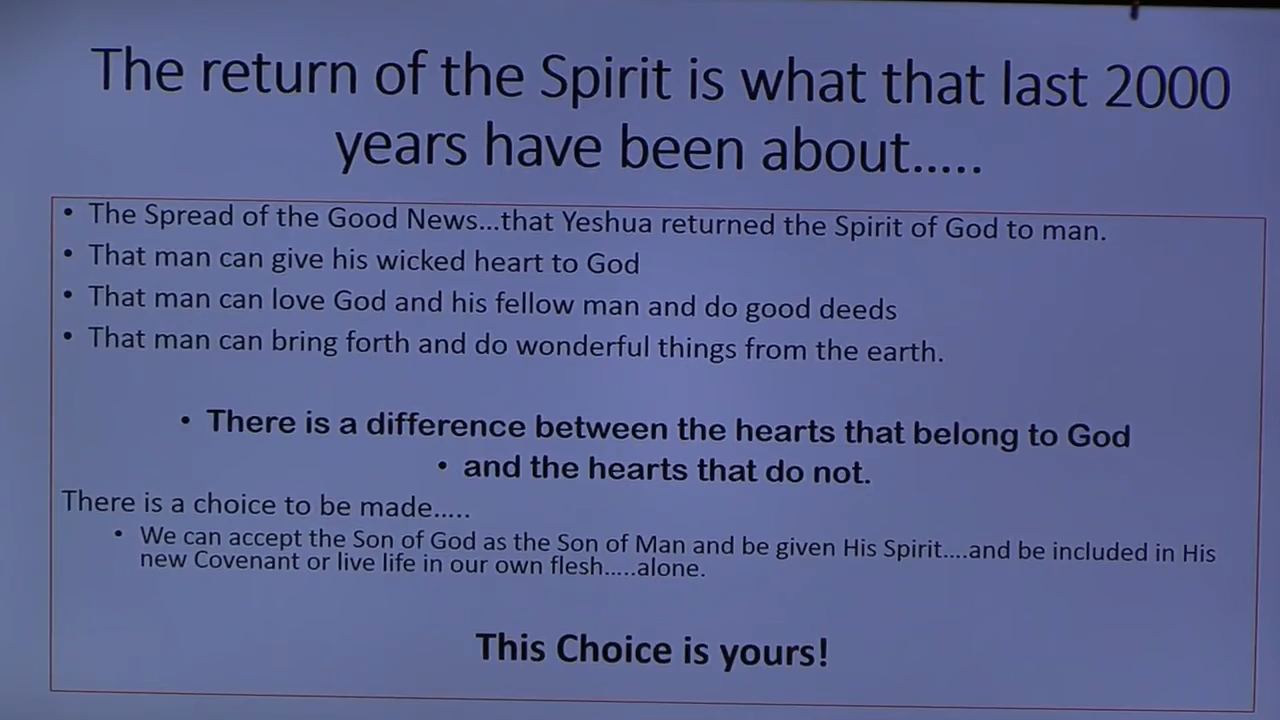 The return of the Spirit is what that last 2000
years have been about.....
• The Spread of the Good News...that Yeshua returned the Spirit of God to man.
• That man can give his wicked heart to God
• That man can love God and his fellow man and do good deeds
• That man can bring forth and do wonderful things from the earth.
• There is a difference between the hearts that belong to God
• and the hearts that do not.
There is a choice to be made.....
• We can accept the Son of God as the Son of Man and be given His Spirit....and be included in His
new Covenant or live life in our own flesh.....alone.
This Choice is yours!